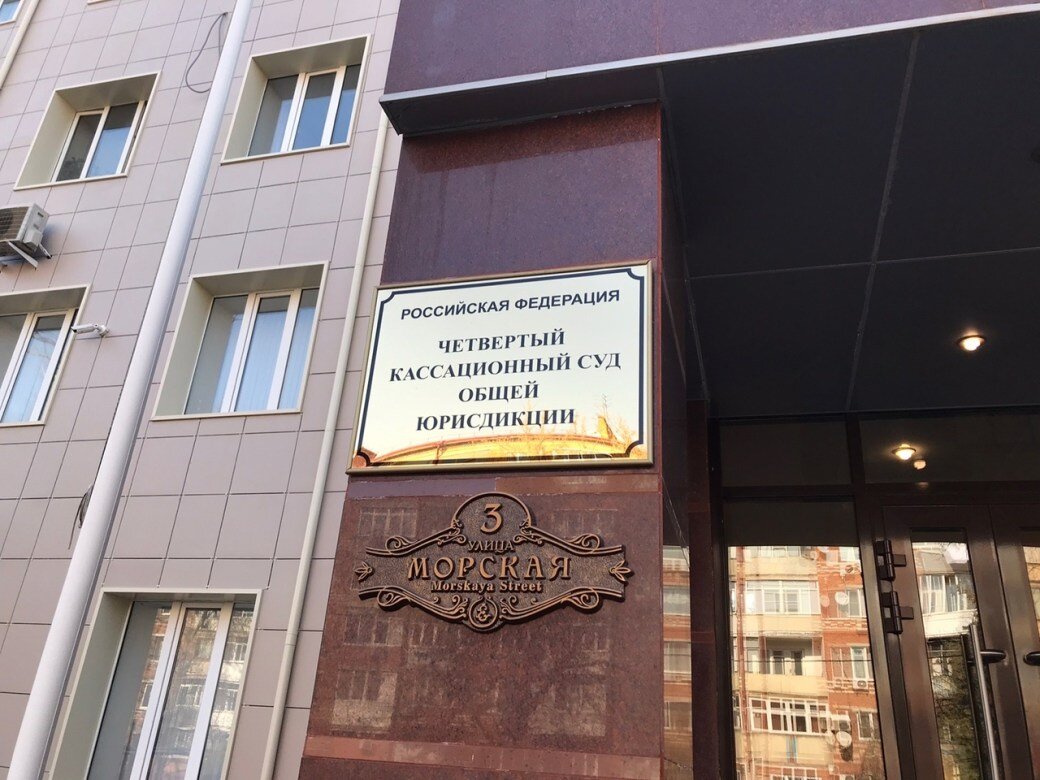 РОССИЙСКАЯ ФЕДЕРАЦИЯ
ЧЕТВЕРТЫЙ
КАССАЦИОННЫЙ СУД
ОБЩЕЙ
ЮРИСДИКЦИИ
3
УЛИЦА
МОРСКАЯ
Morskaya Street